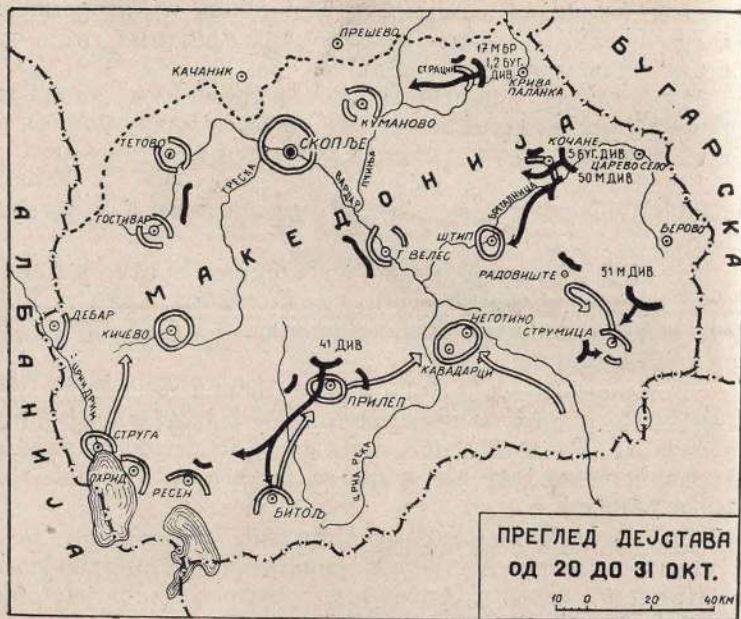 ПРЕШЕВО
КАЧАНИК
17 М БР
1,2 БУГ.
ДИВ
СТРАЦИН
КРИВА
ПАЛАНКА
БУГАРСКА
КУМАНОВО
ТЕТОВО
СКОПЉЕ
КОЧАНЕ
5 БУГ. ДИВ
ЦАРЕВО СЕЛО
50 М ДИВ
ТРЕСКА
ПЧИЊА
ВАРДАР
БРЕГАЛНИЦА
МАКЕДОНИЈА
АЛБАНИЈА
ГОСТИВАР
Т. ВЕЛЕС
ШТИП
БЕРОВО
РАДОВИШТЕ
51 М ДИВ
ДЕБАР
КИЧЕВО
НЕГОТИНО
СТРУМИЦА
41 ДИВ
КАВАДАРЦИ
ПРИЛЕП
ЦРНИ ДРИМ
СТРУГА
ЦРНА РЕКА
ОХРИД
РЕСЕН
БИТОЉ
ПРЕГЛЕД ДЕЈСТАВА
ОД 20 ДО 31 ОКТ.
10 0 20 40 КМ